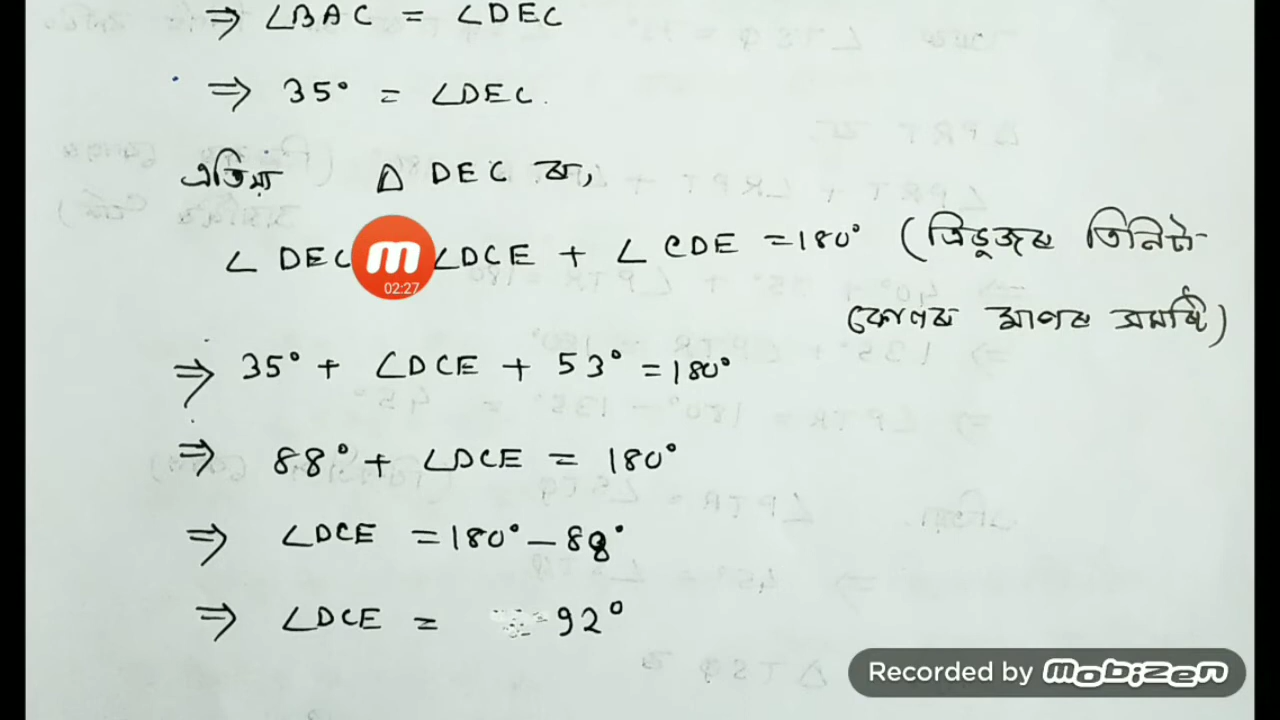 ⇒ ∠BAC = ∠DEC
⇒ 35° = ∠DEC.
এতিয়া Δ DEC ৰ,
∠ DEC ∠DCE + ∠ CDE = 180° (ত্ৰিভূজৰ তিনিটা
কোণৰ মাপৰ সমষ্টি)
m
02:27
⇒ 35° + ∠DCE + 53° = 180°
⇒ 88° + ∠DCE = 180°
⇒ ∠DCE = 180° – 88°
⇒ ∠DCE = 92°
Recorded by mobizen